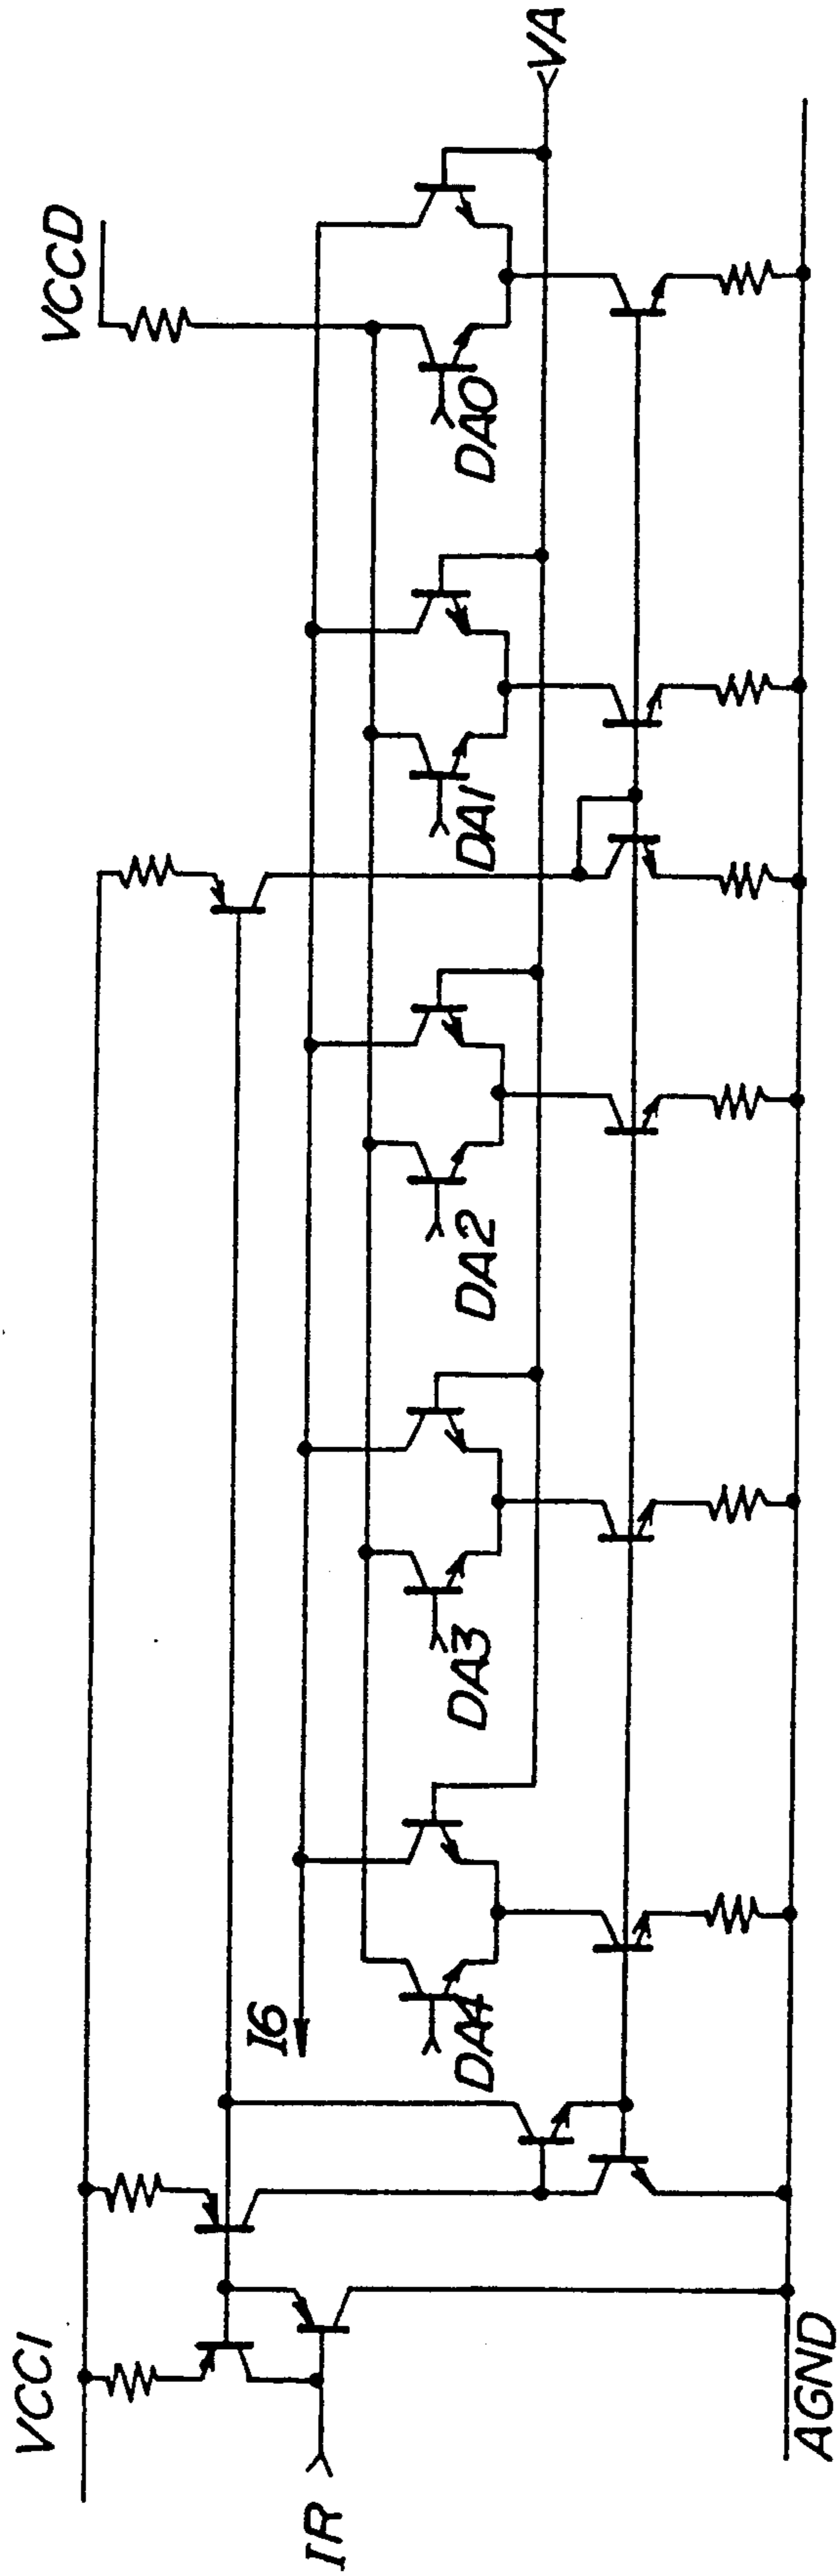 VCCI
VCCD
I6
IR
DA4
DA3
DA2
DA1
DA0
VA
AGND